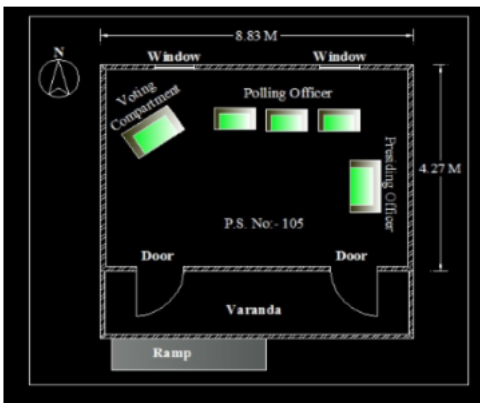 8.83 M
N
Window
Window
Voting
Compartment
Polling Officer
Presiding Officer
4.27 M
P.S. No:- 105
Door
Door
Varanda
Ramp